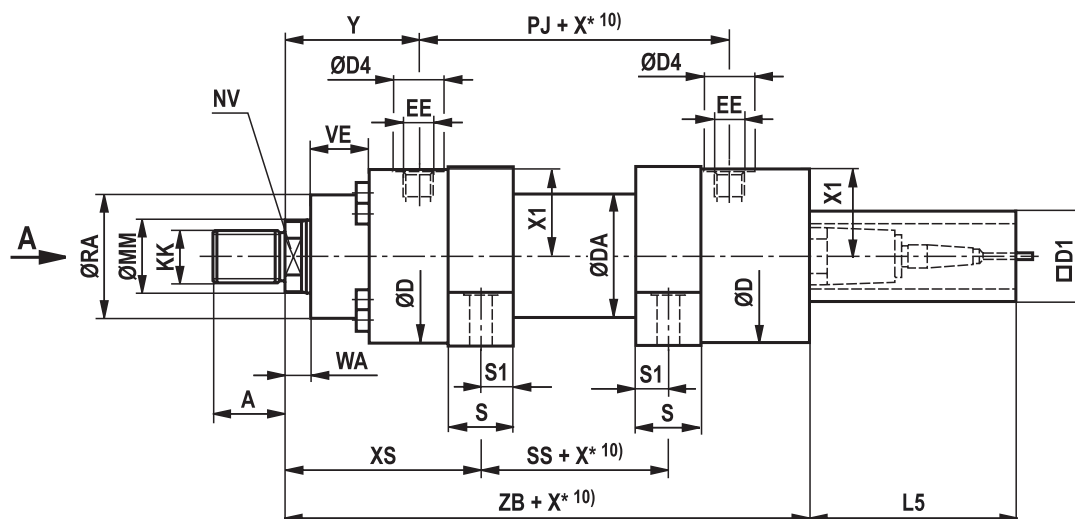 Y
PJ + X* 10)
ØD4
ØD4
NV
EE
EE
VE
X1
X1
A
ØRA
ØMM
KK
ØD
ØDA
ØD
□D1
WA
S1
S1
A
S
S
XS
SS + X* 10)
ZB + X* 10)
L5